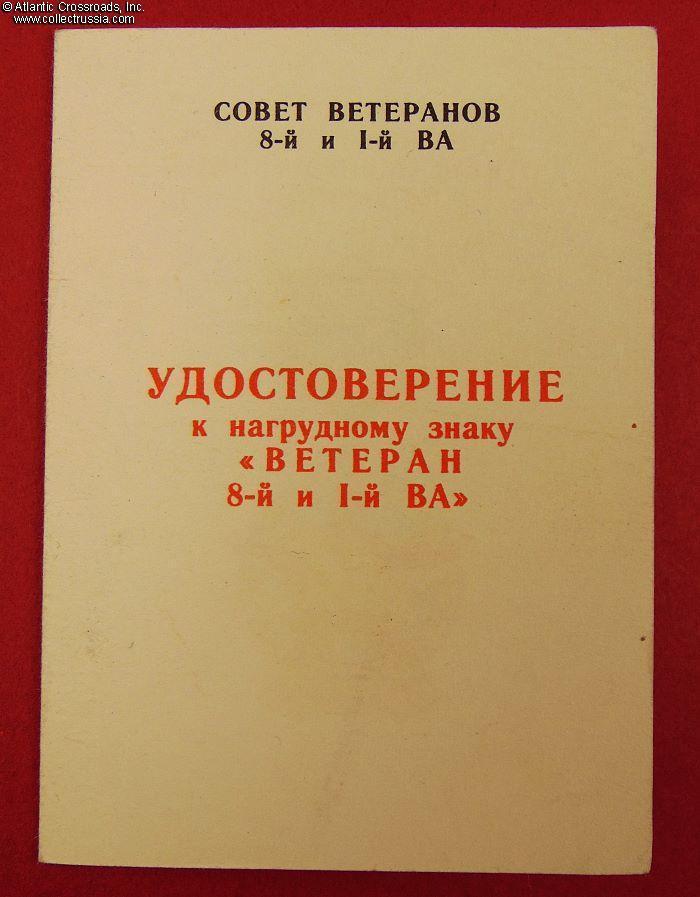 © Atlantic Crossroads, Inc.
www.collectrussia.com
СОВЕТ ВЕТЕРАНОВ
8-й и I-й ВА
УДОСТОВЕРЕНИЕ
к нагрудному знаку
«ВЕТЕРАН
8-й и I-й ВА»